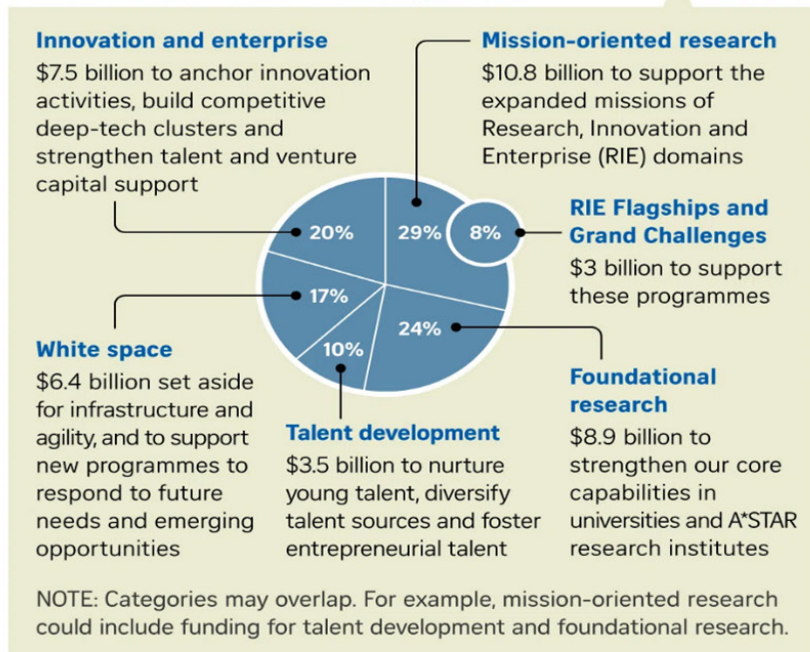 Innovation and enterprise
$7.5 billion to anchor innovation
activities, build competitive
deep-tech clusters and
strengthen talent and venture
capital support
Mission-oriented research
$10.8 billion to support the
expanded missions of
Research, Innovation and
Enterprise (RIE) domains
20%
29%
8%
RIE Flagships and
Grand Challenges
$3 billion to support
these programmes
17%
24%
10%
White space
$6.4 billion set aside
for infrastructure and
agility, and to support
new programmes to
respond to future
needs and emerging
opportunities
Talent development
$3.5 billion to nurture
young talent, diversify
talent sources and foster
entrepreneurial talent
Foundational
research
$8.9 billion to
strengthen our core
capabilities in
universities and A*STAR
research institutes
NOTE: Categories may overlap. For example, mission-oriented research
could include funding for talent development and foundational research.